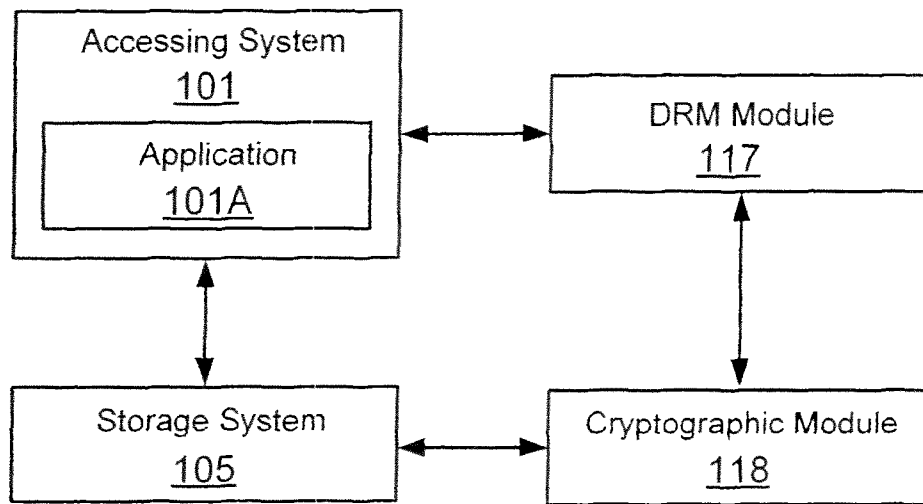 Accessing System
101
Application
101A
DRM Module
117
Storage System
105
Cryptographic Module
118